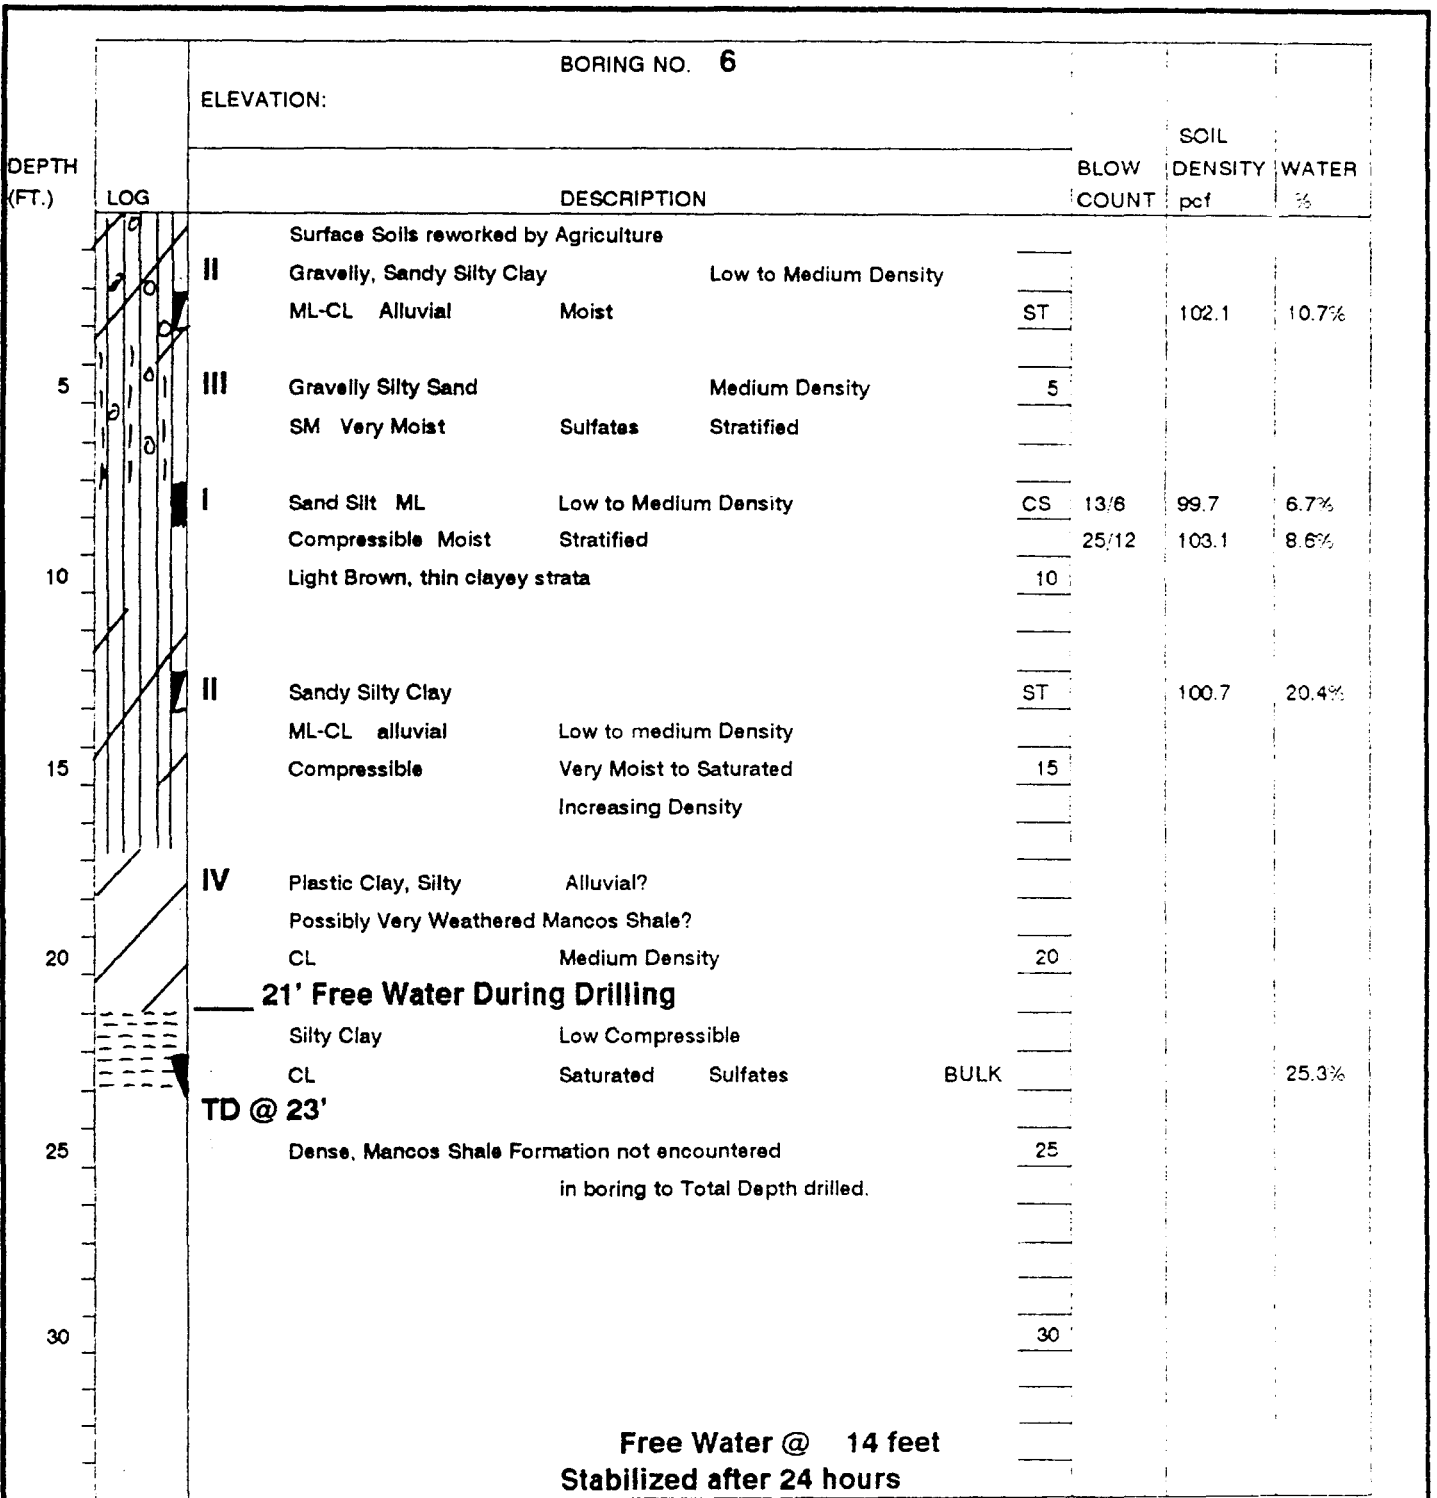 BORING NO. 6
ELEVATION:
SOIL
DEPTH BLOW DENSITY WATER
(FT.) LOG DESCRIPTION COUNT pcf %
Surface Soils reworked by Agriculture
II Gravelly, Sandy Silty Clay Low to Medium Density
ML-CL Alluvial Moist ST 102.1 10.7%
5 III Gravelly Silty Sand Medium Density 5
SM Very Moist Sulfates Stratified
I Sand Silt ML Low to Medium Density CS 13/6 99.7 6.7%
Compressible Moist Stratified 25/12 103.1 8.6%
10 Light Brown, thin clayey strata 10
II Sandy Silty Clay ST 100.7 20.4%
ML-CL alluvial Low to medium Density
15 Compressible Very Moist to Saturated 15
Increasing Density
IV Plastic Clay, Silty Alluvial?
Possibly Very Weathered Mancos Shale?
20 CL Medium Density 20
21' Free Water During Drilling
Silty Clay Low Compressible
CL Saturated Sulfates BULK 25.3%
TD @ 23'
25 Dense, Mancos Shale Formation not encountered 25
in boring to Total Depth drilled.
30 30
Free Water @ 14 feet
Stabilized after 24 hours